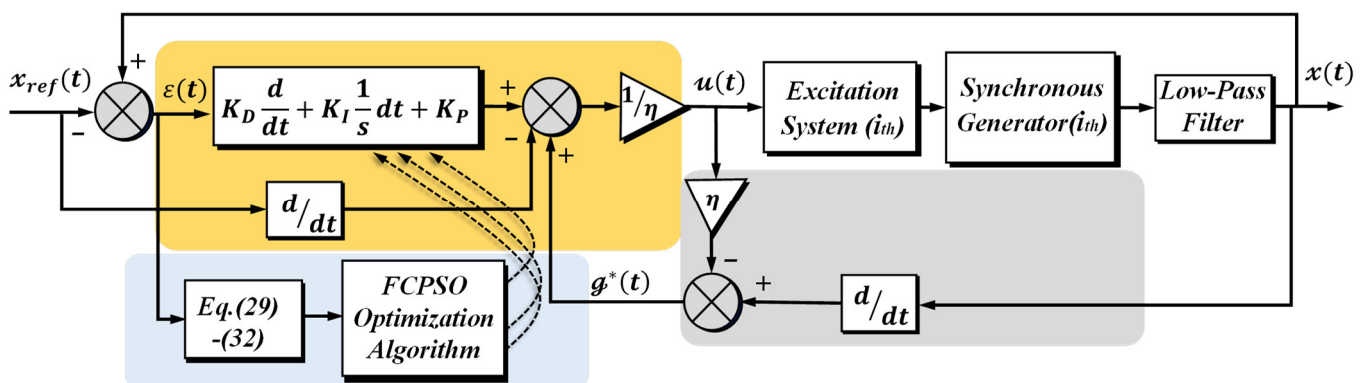 x_ref(t)
+
−
ε(t)
K_D d/dt + K_I 1/s dt + K_P
+
−
+
1/η
u(t)
Excitation
System (i_th)
Synchronous
Generator(i_th)
Low-Pass
Filter
x(t)
d/dt
η
−
+
g*(t)
d/dt
Eq.(29)
-(32)
FCPSO
Optimization
Algorithm